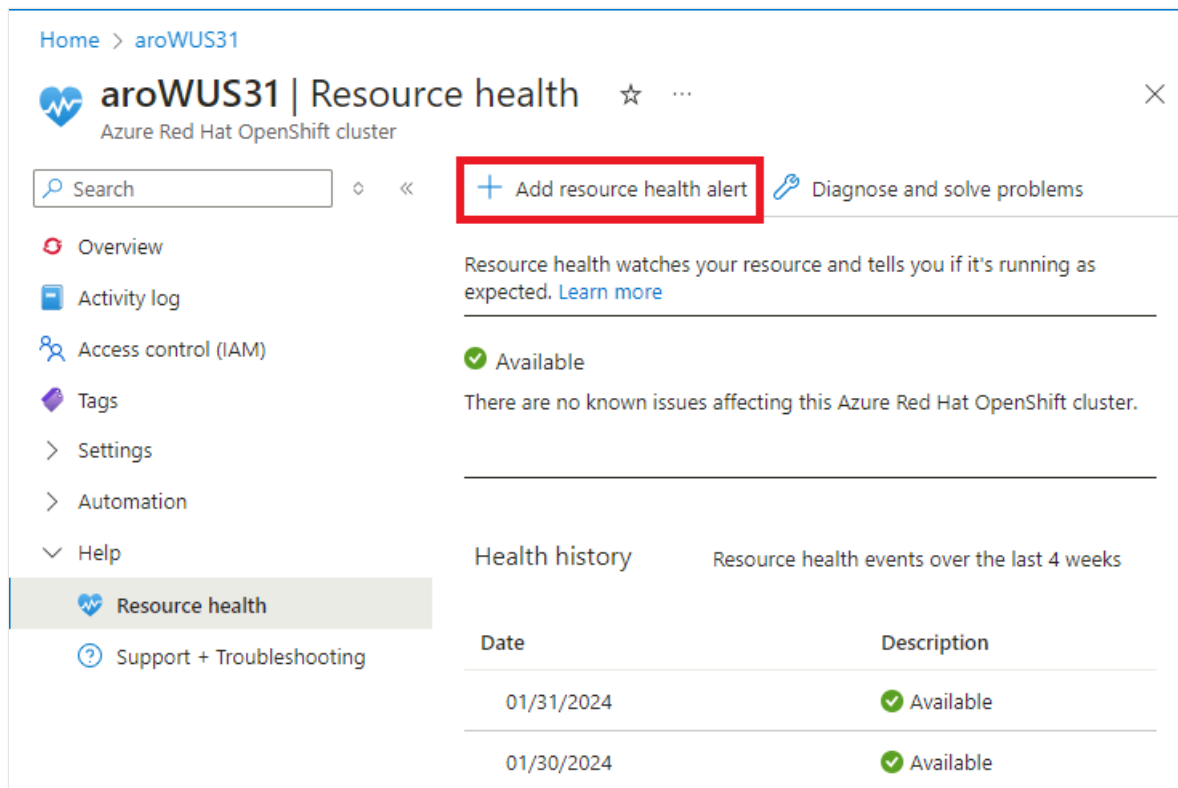 Home > aroWUS31
aroWUS31 | Resource health
Azure Red Hat OpenShift cluster
Search
Overview
Activity log
Access control (IAM)
Tags
Settings
Automation
Help
Resource health
Support + Troubleshooting
Add resource health alert
Diagnose and solve problems
Resource health watches your resource and tells you if it's running as
expected. Learn more
Available
There are no known issues affecting this Azure Red Hat OpenShift cluster.
Health history
Resource health events over the last 4 weeks
Date Description
01/31/2024 Available
01/30/2024 Available